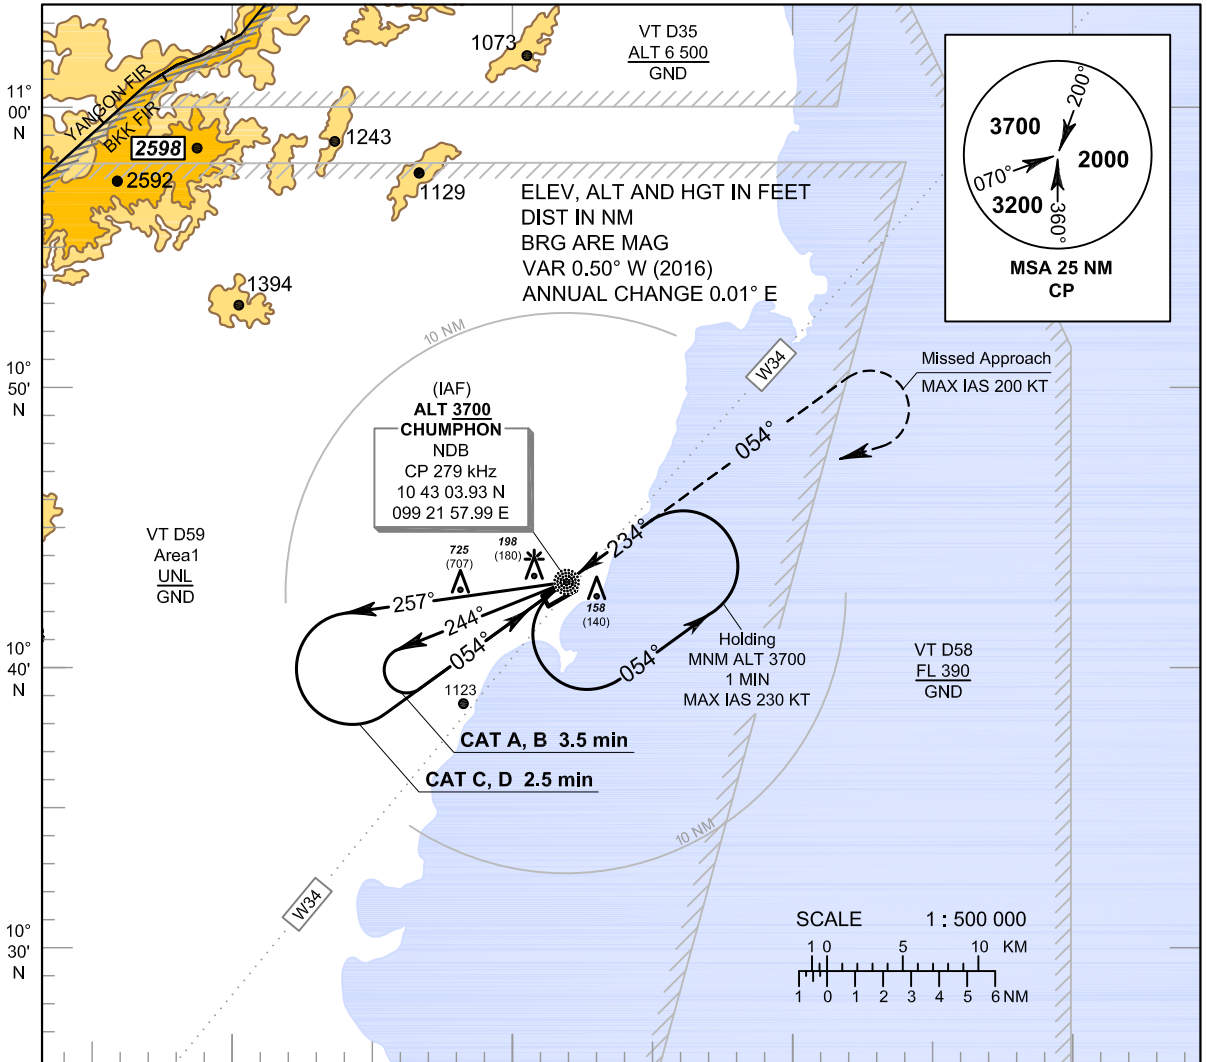 1073
VT D35
ALT 6 500
GND
11°
00'
N
YANGON FIR
BKK FIR
2598
2592
1243
1129
1394
ELEV, ALT AND HGT IN FEET
DIST IN NM
BRG ARE MAG
VAR 0.50° W (2016)
ANNUAL CHANGE 0.01° E
200°
3700
2000
070°
3200
360°
MSA 25 NM
CP
10 NM
W34
Missed Approach
MAX IAS 200 KT
10°
50'
N
(IAF)
ALT 3700
CHUMPHON
NDB
CP 279 kHz
10 43 03.93 N
099 21 57.99 E
054°
234°
VT D59
Area1
UNL
GND
725
(707)
198
(180)
158
(140)
257°
244°
054°
054°
Holding
MNM ALT 3700
1 MIN
MAX IAS 230 KT
VT D58
FL 390
GND
10°
40'
N
1123
CAT A, B 3.5 min
CAT C, D 2.5 min
10 NM
W34
10°
30'
N
SCALE 1 : 500 000
1 0 5 10 KM
1 0 1 2 3 4 5 6 NM